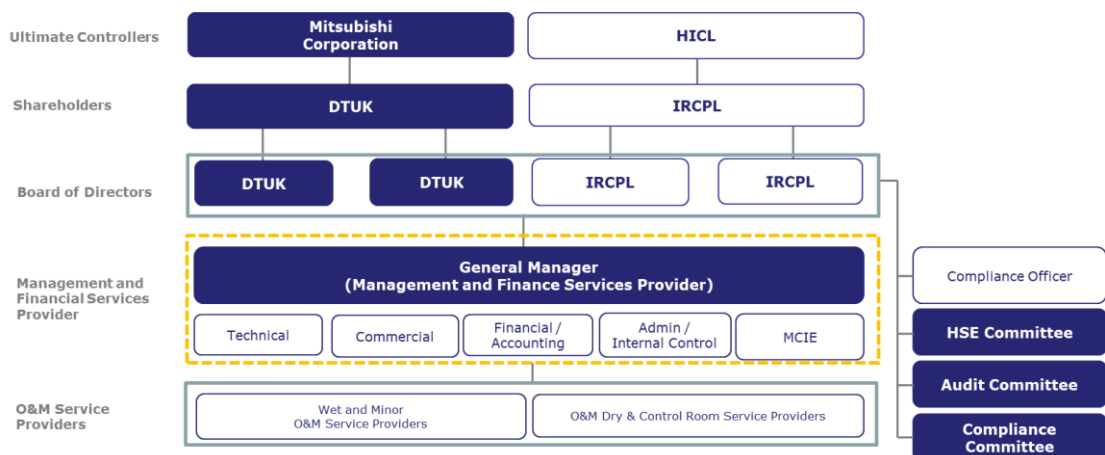 Ultimate Controllers
Mitsubishi
Corporation
HICL
Shareholders
DTUK
IRCPL
Board of Directors
DTUK
DTUK
IRCPL
IRCPL
Management and
Financial Services
Provider
General Manager
(Management and Finance Services Provider)
Technical
Commercial
Financial /
Accounting
Admin /
Internal Control
MCIE
Compliance Officer
HSE Committee
Audit Committee
Compliance
Committee
O&M Service
Providers
Wet and Minor
O&M Service Providers
O&M Dry & Control Room Service Providers